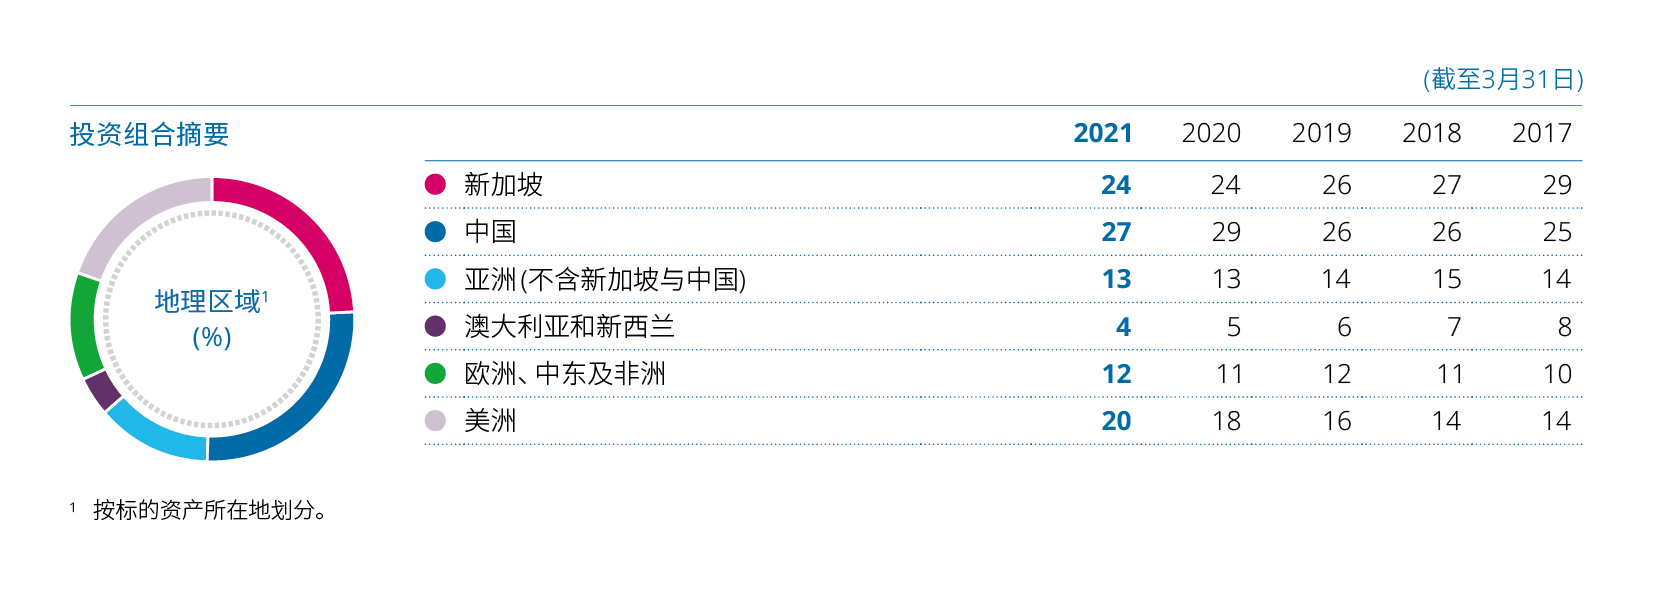 (截至3月31日)
投资组合摘要 2021 2020 2019 2018 2017
新加坡 24 24 26 27 29
中国 27 29 26 26 25
亚洲(不含新加坡与中国) 13 13 14 15 14
澳大利亚和新西兰 4 5 6 7 8
欧洲、中东及非洲 12 11 12 11 10
美洲 20 18 16 14 14
地理区域¹
(%)
¹ 按标的资产所在地划分。